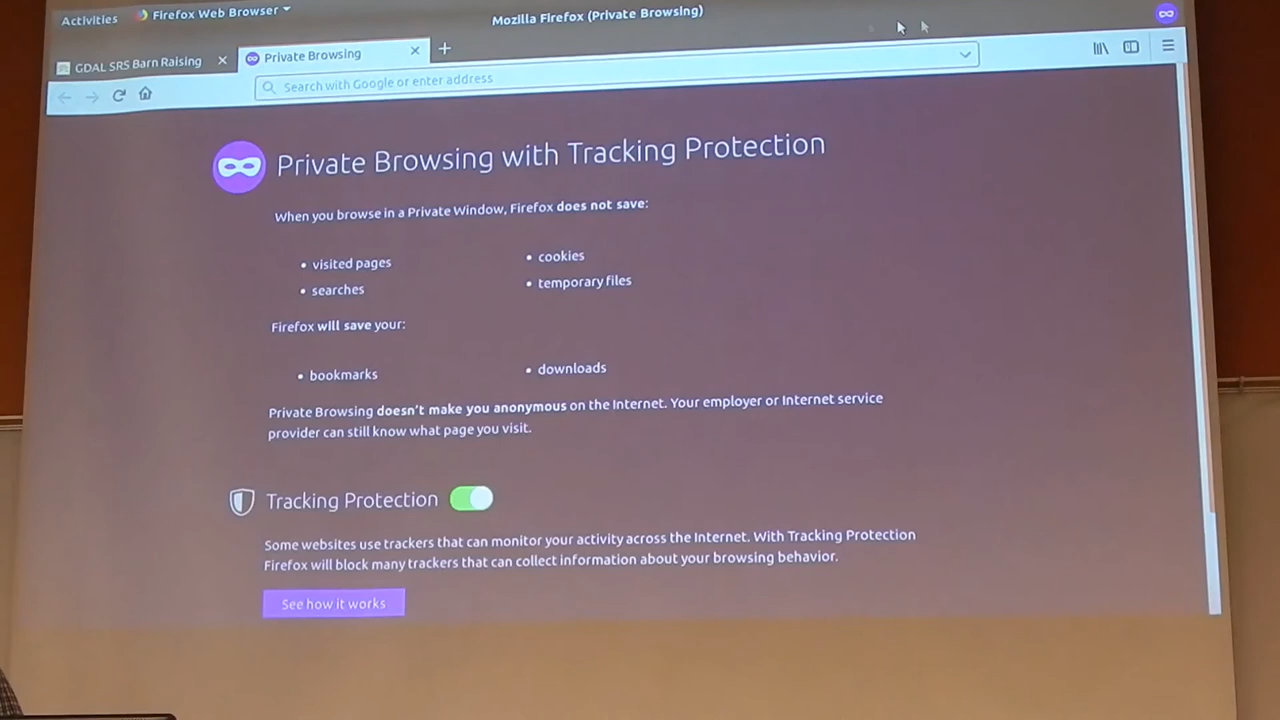 Activities Firefox Web Browser
Mozilla Firefox (Private Browsing)
GDAL SRS Barn Raising
Private Browsing
Search with Google or enter address
Private Browsing with Tracking Protection
When you browse in a Private Window, Firefox does not save:
• visited pages
• cookies
• searches
• temporary files
Firefox will save your:
• bookmarks
• downloads
Private Browsing doesn't make you anonymous on the Internet. Your employer or Internet service
provider can still know what page you visit.
Tracking Protection
Some websites use trackers that can monitor your activity across the Internet. With Tracking Protection
Firefox will block many trackers that can collect information about your browsing behavior.
See how it works